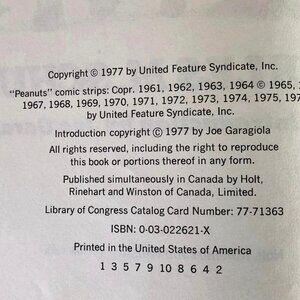 Copyright © 1977 by United Feature Syndicate, Inc.
"Peanuts" comic strips: Copr. 1961, 1962, 1963, 1964 © 1965,
1967, 1968, 1969, 1970, 1971, 1972, 1973, 1974, 1975,
by United Feature Syndicate, Inc.
Introduction copyright © 1977 by Joe Garagiola
All rights reserved, including the right to reproduce
this book or portions thereof in any form.
Published simultaneously in Canada by Holt,
Rinehart and Winston of Canada, Limited.
Library of Congress Catalog Card Number: 77-71363
ISBN: 0-03-022621-X
Printed in the United States of America
1 3 5 7 9 10 8 6 4 2